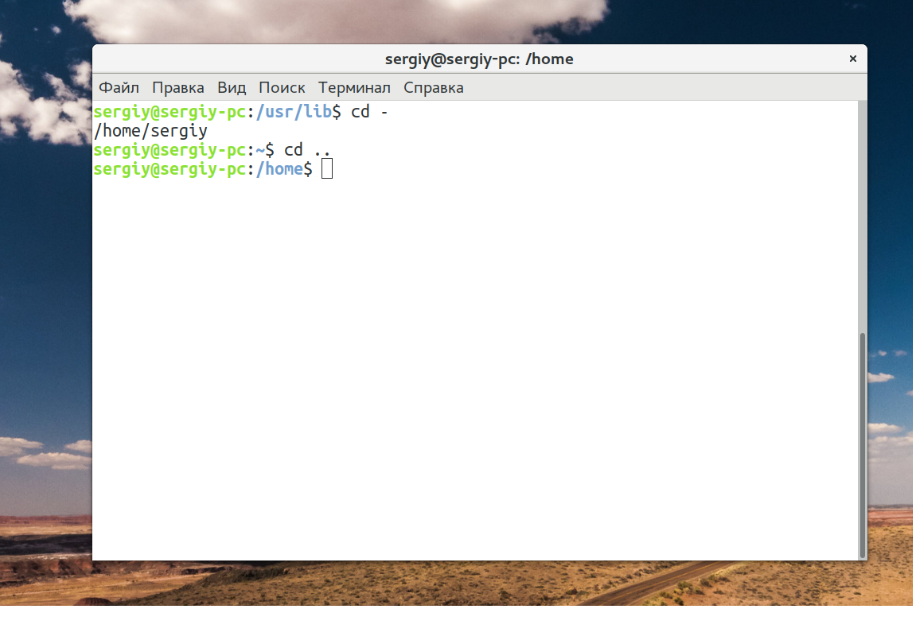 sergiy@sergiy-pc: /home ×
Файл Правка Вид Поиск Терминал Справка
sergiy@sergiy-pc:/usr/lib$ cd -
/home/sergiy
sergiy@sergiy-pc:~$ cd ..
sergiy@sergiy-pc:/home$